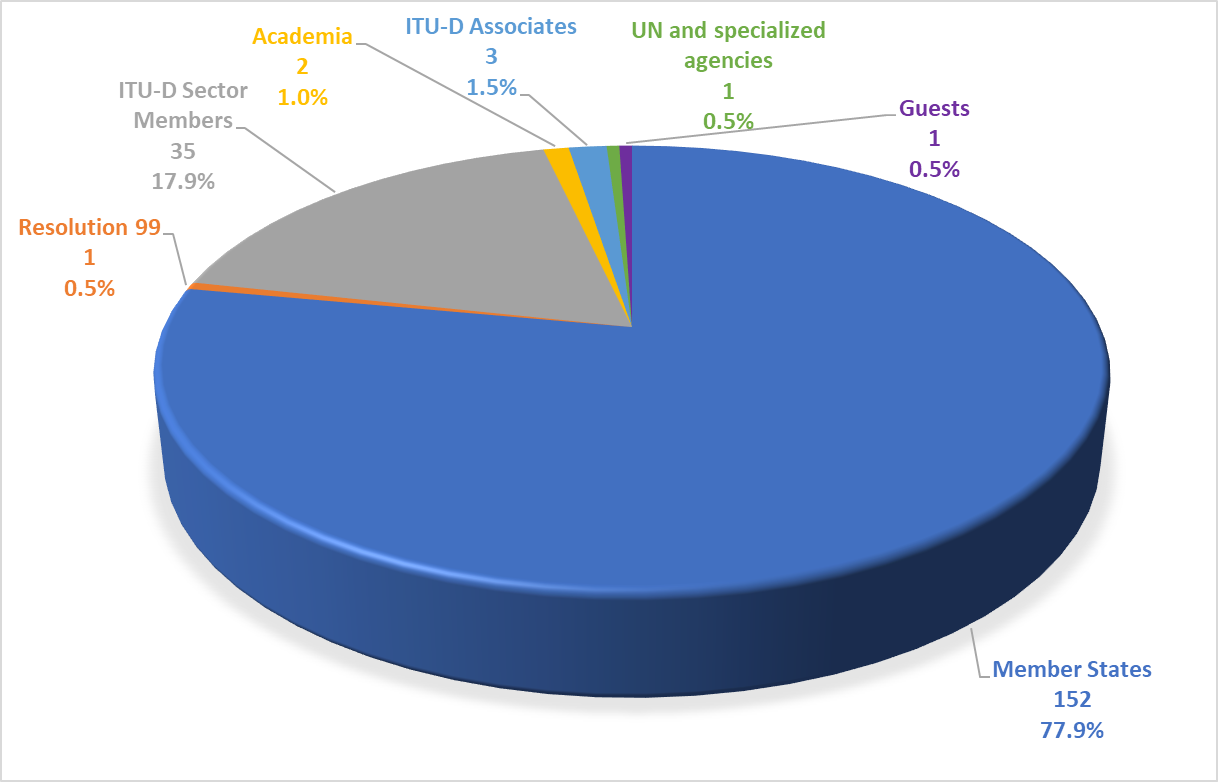 ITU-D Associates
3
1.5%
UN and specialized
agencies
1
0.5%
Academia
2
1.0%
ITU-D Sector
Members
35
17.9%
Guests
1
0.5%
Resolution 99
1
0.5%
Member States
152
77.9%